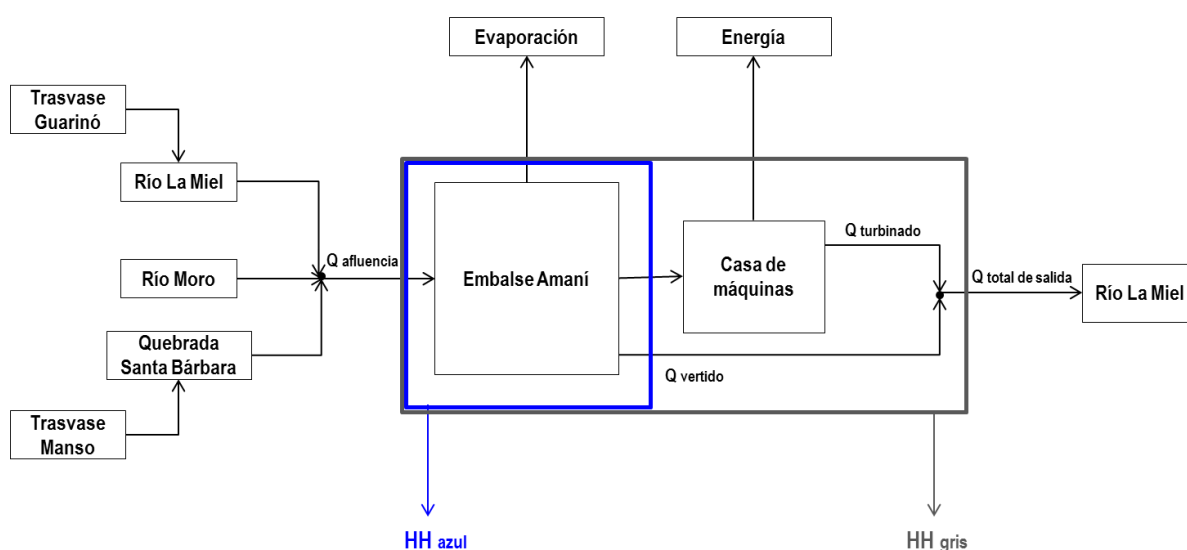 Evaporación
Energía
Trasvase
Guarinó
Río La Miel
Q afluencia
Río Moro
Quebrada
Santa Bárbara
Trasvase
Manso
Embalse Amaní
Casa de
máquinas
Q turbinado
Q vertido
Q total de salida
Río La Miel
HH azul
HH gris